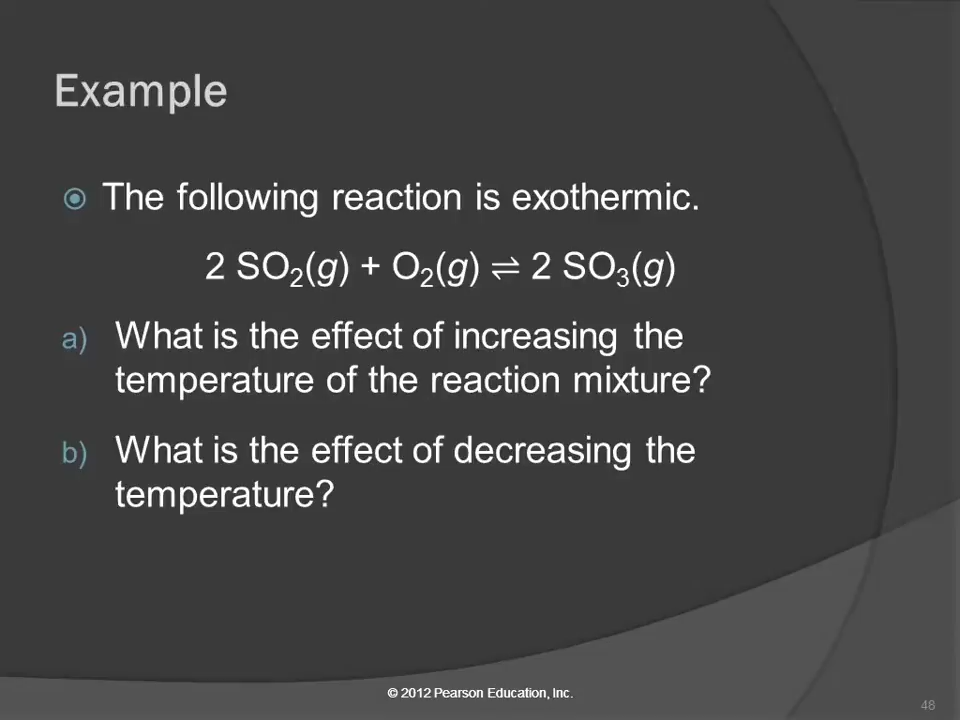 Example
The following reaction is exothermic.
2 SO₂(g) + O₂(g) ⇌ 2 SO₃(g)
a) What is the effect of increasing the
temperature of the reaction mixture?
b) What is the effect of decreasing the
temperature?
© 2012 Pearson Education, Inc.
48